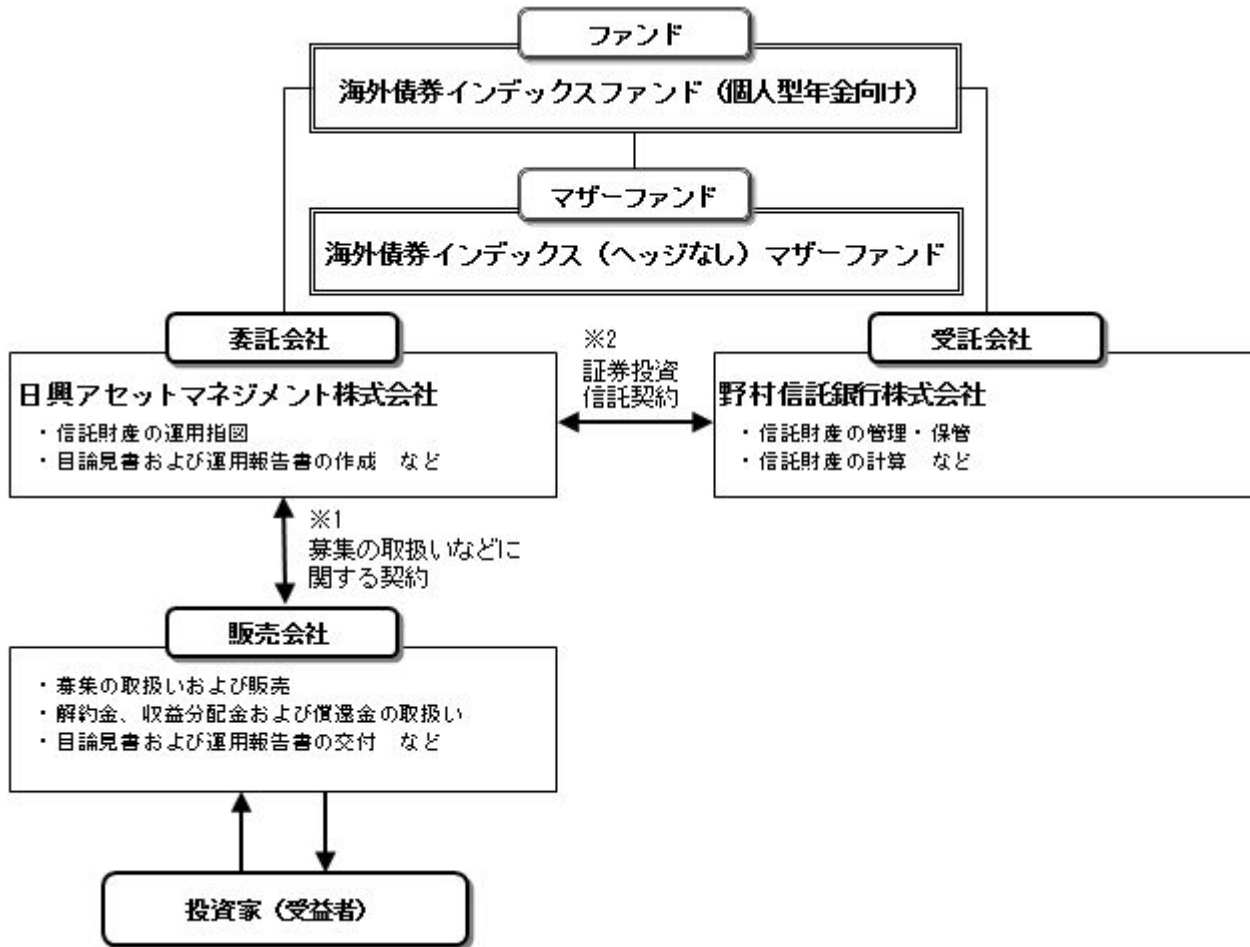 ファンド
海外債券インデックスファンド（個人型年金向け）
マザーファンド
海外債券インデックス（ヘッジなし）マザーファンド
委託会社
日興アセットマネジメント株式会社
・信託財産の運用指図
・目論見書および運用報告書の作成　など
※2
証券投資
信託契約
受託会社
野村信託銀行株式会社
・信託財産の管理・保管
・信託財産の計算　など
※1
募集の取扱いなどに
関する契約
販売会社
・募集の取扱いおよび販売
・解約金、収益分配金および償還金の取扱い
・目論見書および運用報告書の交付　など
投資家（受益者）